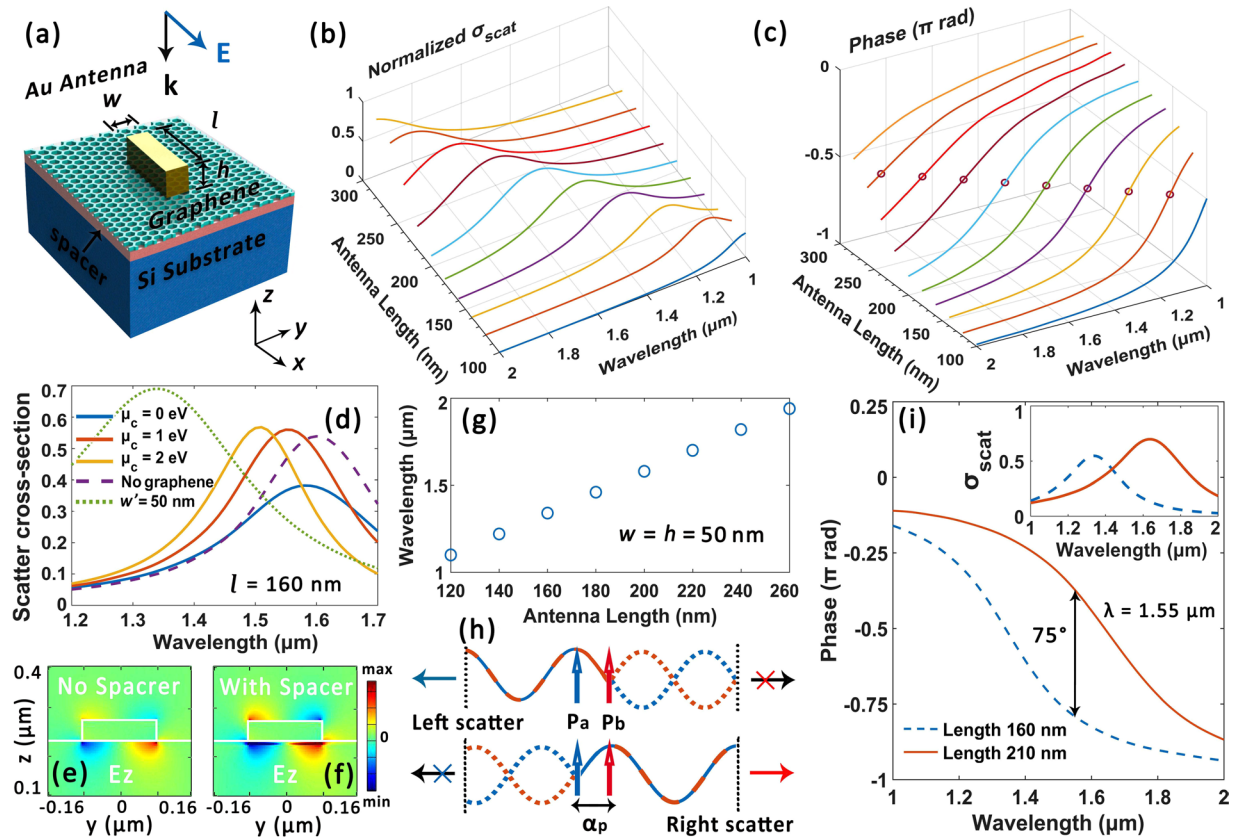 (a)
E
k
Au Antenna
w
l
h
Graphene
spacer
Si Substrate
z
y
x
(b)
Normalized σscat
1
0.5
0
300
250
200
150
100
Antenna Length (nm)
2
1.8
1.6
1.4
1.2
1
Wavelength (μm)
(c)
Phase (π rad)
0
-0.5
-1
300
250
200
150
100
Antenna Length (nm)
2
1.8
1.6
1.4
1.2
1
Wavelength (μm)
(d)
Scatter cross-section
0.7
0.6
0.5
0.4
0.3
0.2
0.1
0
μc = 0 eV
μc = 1 eV
μc = 2 eV
No graphene
w' = 50 nm
l = 160 nm
1.2 1.3 1.4 1.5 1.6 1.7
Wavelength (μm)
0.4
0.1
z (μm)
No Spacrer
(e)
Ez
-0.16 0 0.16
y (μm)
With Spacer
(f)
Ez
-0.16 0 0.16
y (μm)
max
0
min
(g)
Wavelength (μm)
2
1.5
1
w = h = 50 nm
120 140 160 180 200 220 240 260
Antenna Length (nm)
(h)
Left scatter
Pa
Pb
αp
Right scatter
(i)
Phase (π rad)
0.25
0
-0.25
-0.5
-0.75
-1
σscat
1
0.5
0
1 1.2 1.4 1.6 1.8 2
Wavelength (μm)
λ = 1.55 μm
75°
Length 160 nm
Length 210 nm
1 1.2 1.4 1.6 1.8 2
Wavelength (μm)